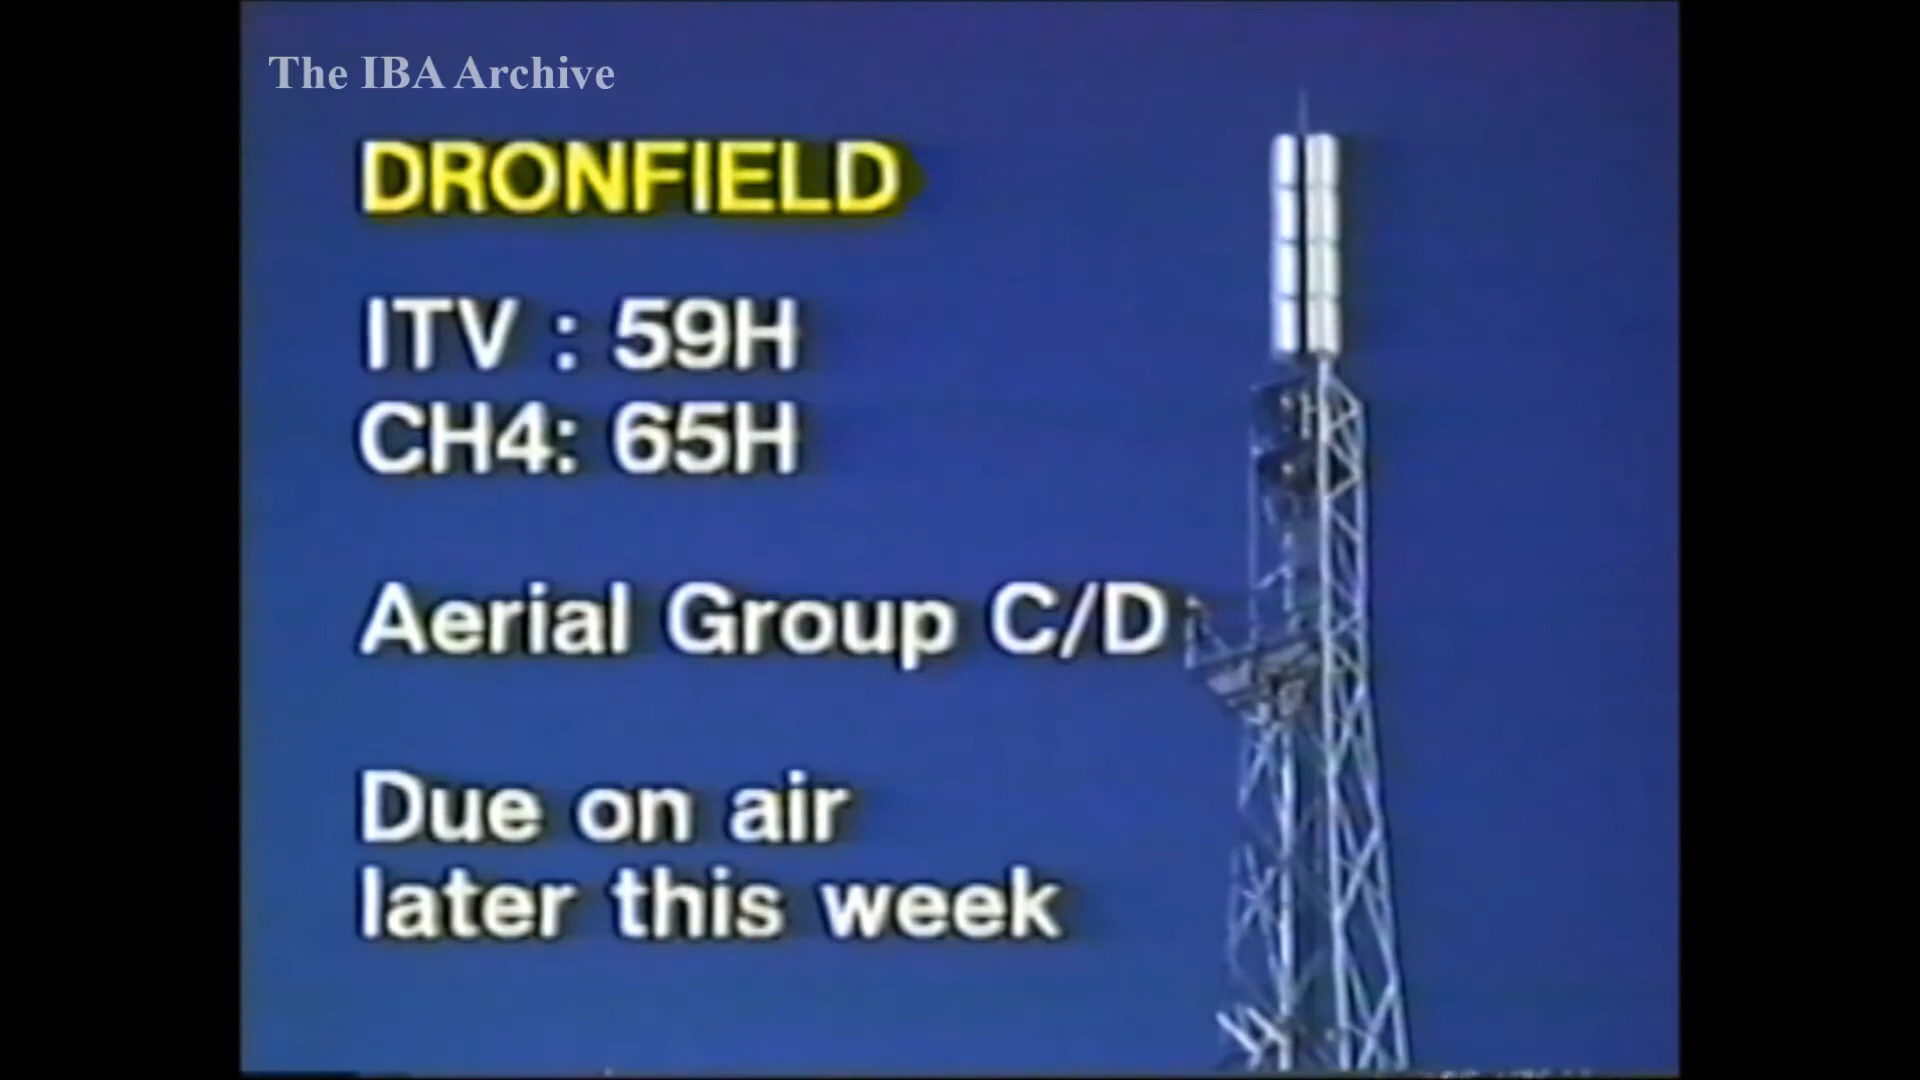 The IBA Archive
DRONFIELD
ITV : 59H
CH4: 65H
Aerial Group C/D
Due on air
later this week